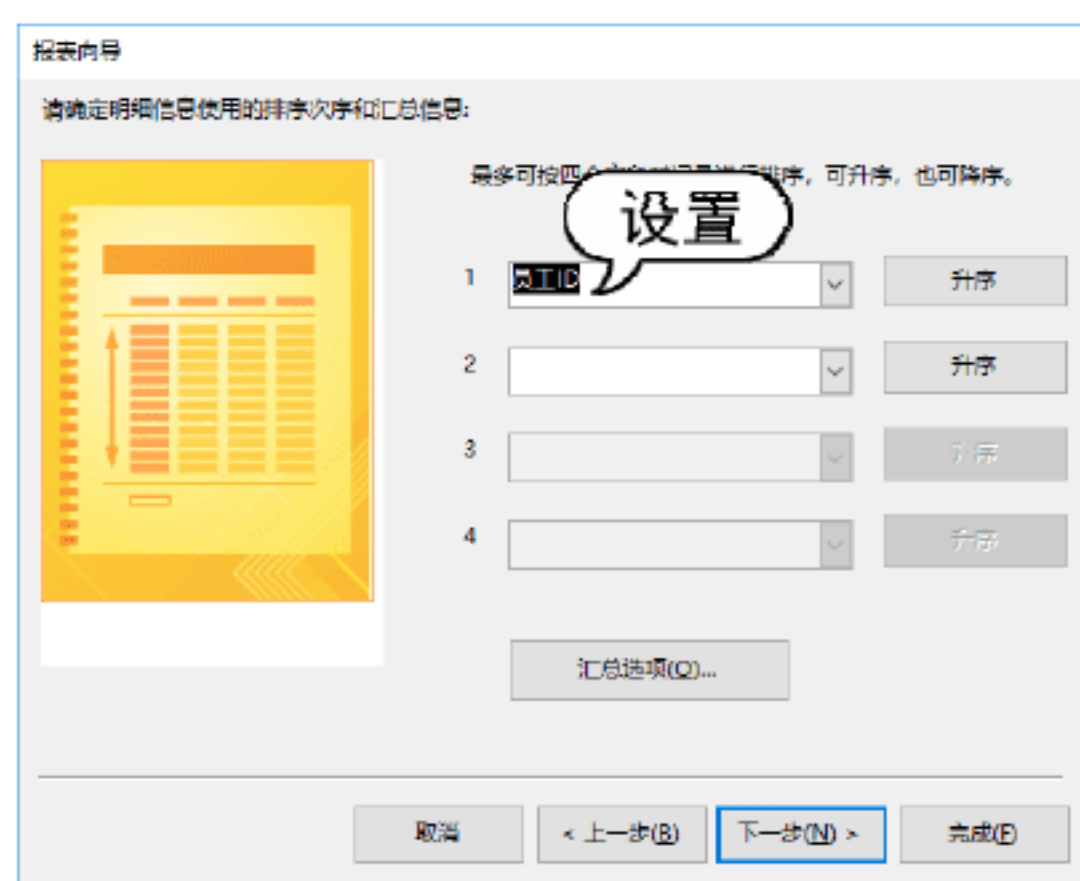 报表向导
请确定明细信息使用的排序次序和汇总信息:
最多可按四 排序，可升序，也可降序。
设置
1 员工ID 升序
2 升序
3 升序
4 升序
汇总选项(O)...
取消 < 上一步(B) 下一步(N) > 完成(F)